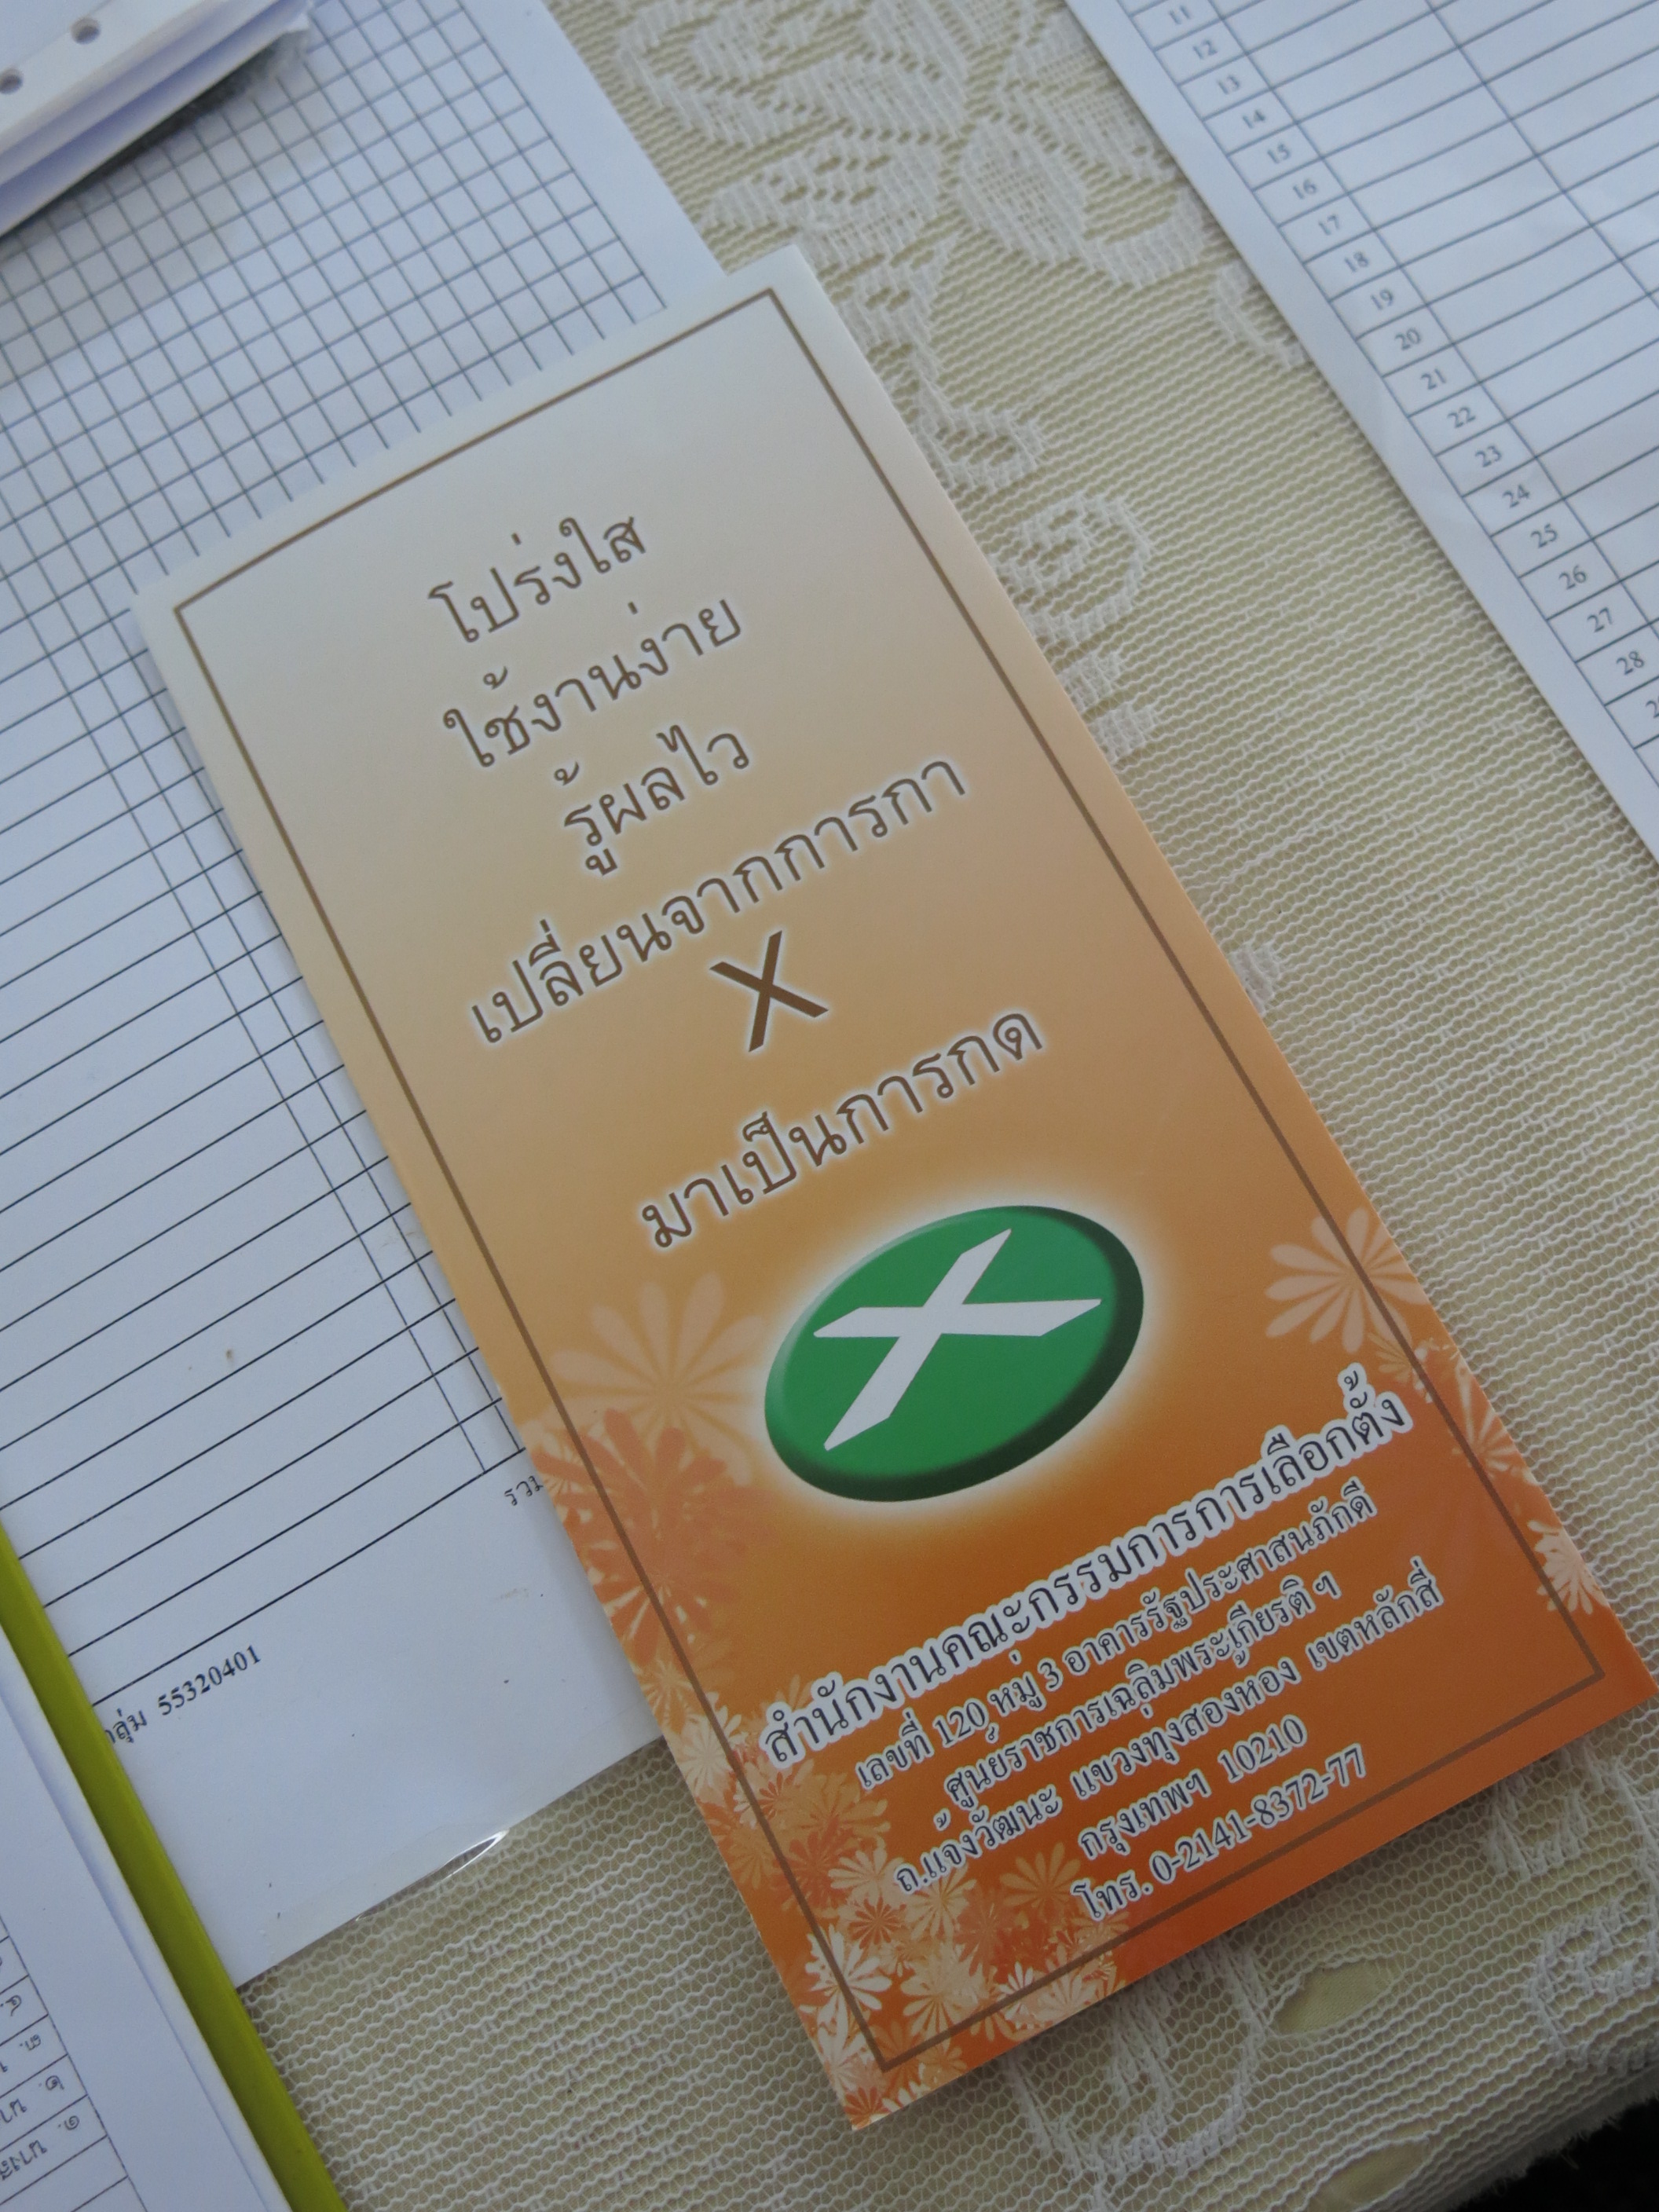 โปร่งใส
ใช้งานง่าย
รู้ผลไว
เปลี่ยนจากการกา
X
มาเป็นการกด
X
สำนักงานคณะกรรมการการเลือกตั้ง
เลขที่ 120 หมู่ 3 อาคารรัฐประศาสนภักดี
ศูนย์ราชการเฉลิมพระเกียรติ ฯ
ถ.แจ้งวัฒนะ แขวงทุ่งสองห้อง เขตหลักสี่
กรุงเทพฯ 10210
โทร. 0-2141-8372-77
11
12
13
14
15
16
17
18
19
20
21
22
23
24
25
26
27
28
รวม
55320401
๔.
๓.
๒.
๑.